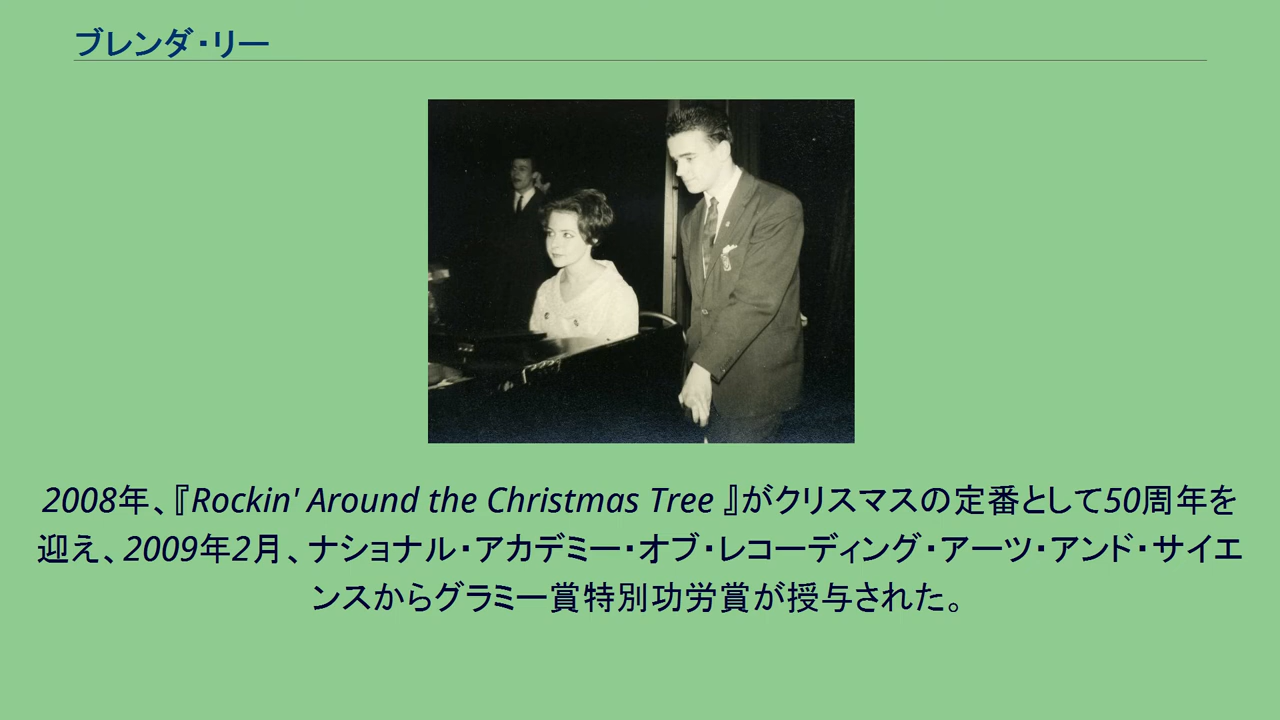 ブレンダ・リー
2008年、『Rockin' Around the Christmas Tree 』がクリスマスの定番として50周年を
迎え、2009年2月、ナショナル・アカデミー・オブ・レコーディング・アーツ・アンド・サイエ
ンスからグラミー賞特別功労賞が授与された。